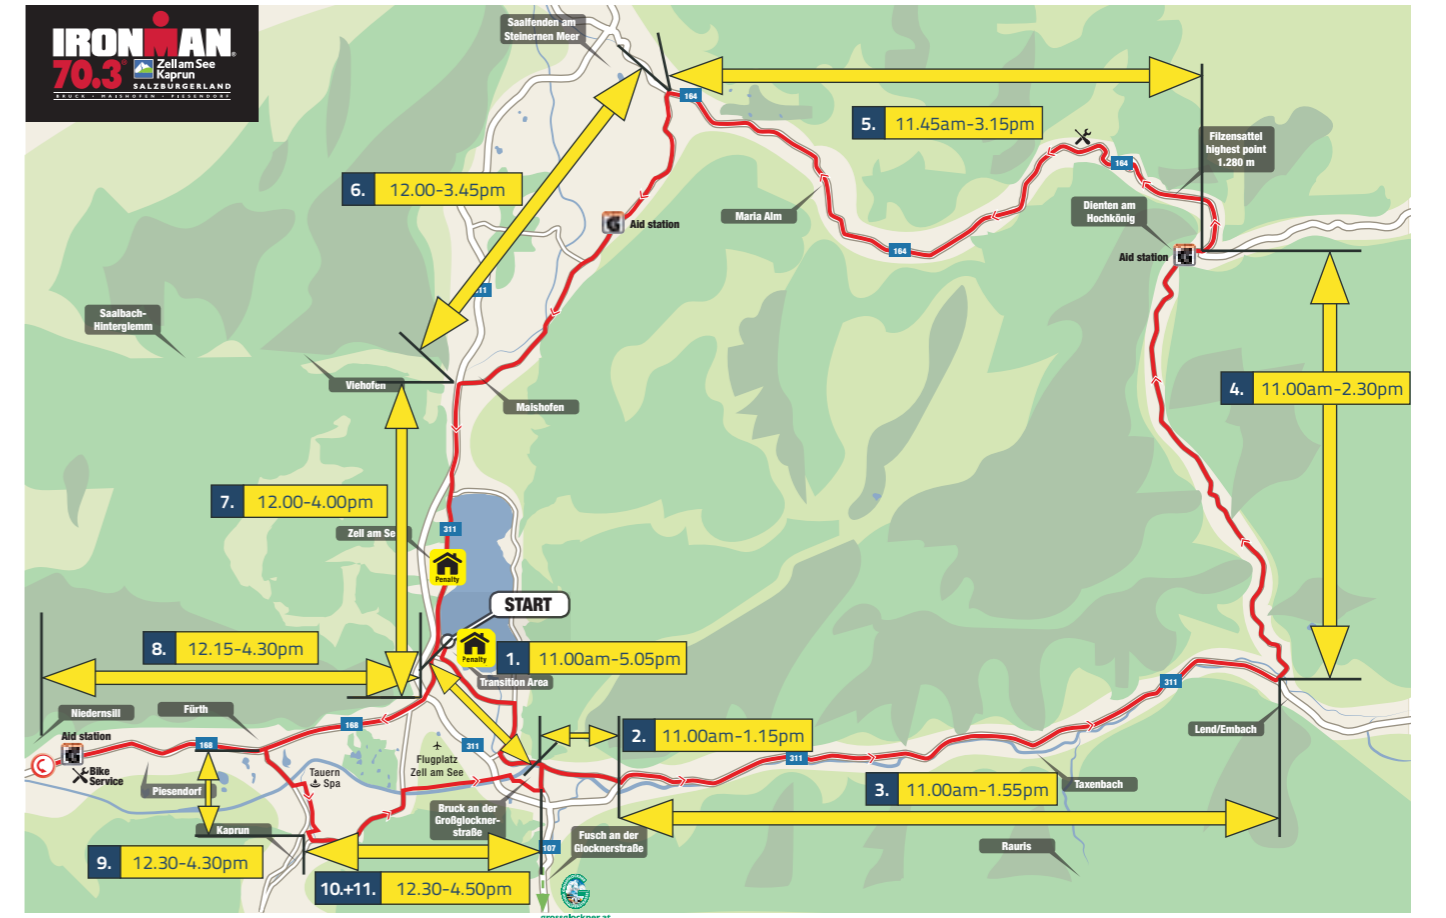 IRONMAN
70.3
Zell am See
Kaprun
SALZBURGERLAND
BRUCK • MAISHOFEN • PIESENDORF
Saalfenden am
Steinernen Meer
164
5. 11.45am-3.15pm
Filzensattel
highest point
1.280 m
164
6. 12.00-3.45pm
Aid station
Maria Alm
Dienten am
Hochkönig
164
Aid station
11
Saalbach-
Hinterglemm
Viehofen
Maishofen
4. 11.00am-2.30pm
7. 12.00-4.00pm
311
Zell am Se
Penalty
START
8. 12.15-4.30pm
Penalty
1. 11.00am-5.05pm
Transition Area
311
Niedernsill
Fürth
168
Lend/Embach
Aid station
168
311
2. 11.00am-1.15pm
311
C
Bike
Service
Flugplatz
Zell am See
Tauern
Spa
Piesendorf
3. 11.00am-1.55pm
Taxenbach
Bruck an der
Großglockner-
straße
Kaprun
Fusch an der
Glocknerstraße
107
Rauris
9. 12.30-4.30pm
10.+11. 12.30-4.50pm
grossglockner.at